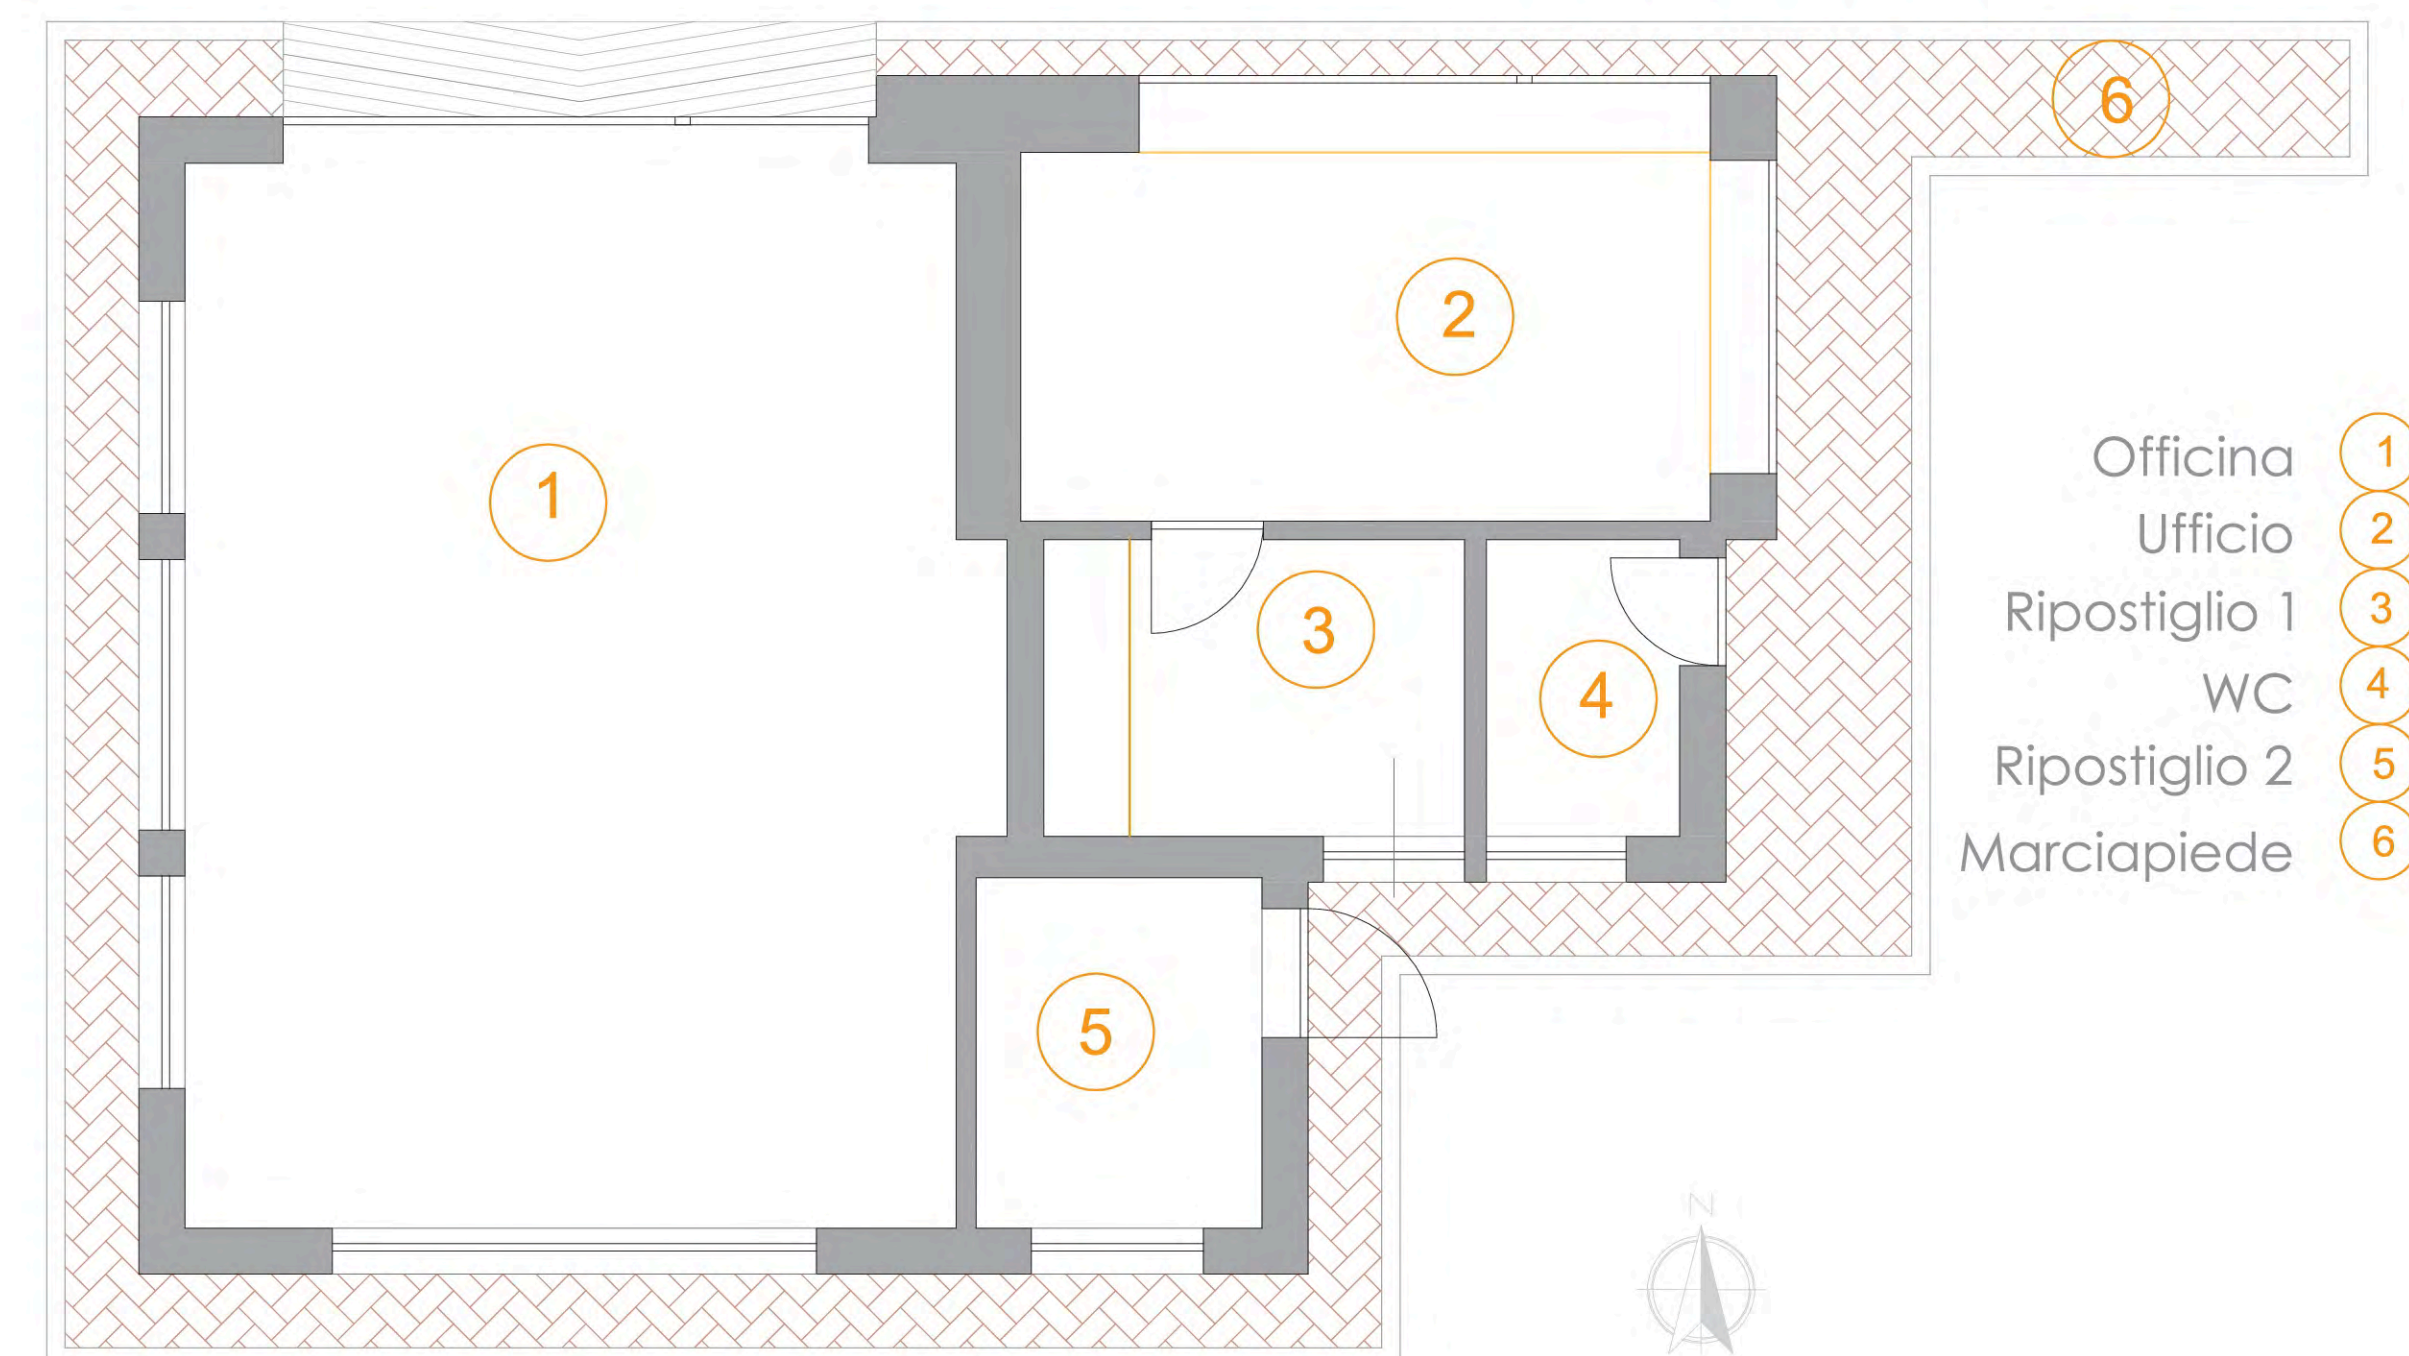 6
2
1
3
4
5
Officina 1
Ufficio 2
Ripostiglio 1 3
WC 4
Ripostiglio 2 5
Marciapiede 6
N